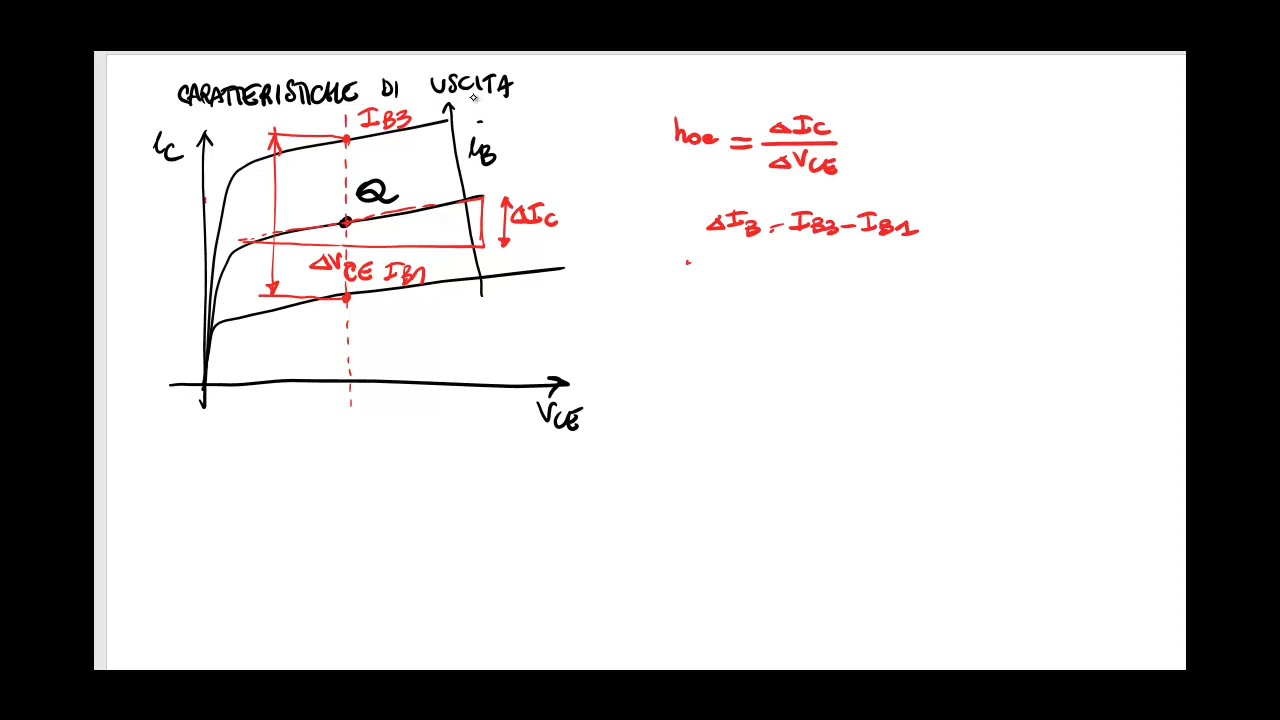 CARATTERISTICHE DI USCITA
iC
IB3
iB
Q
ΔIC
ΔVCE IB1
VCE
hoe = ΔIC / ΔVCE
ΔIB = IB3 - IB1